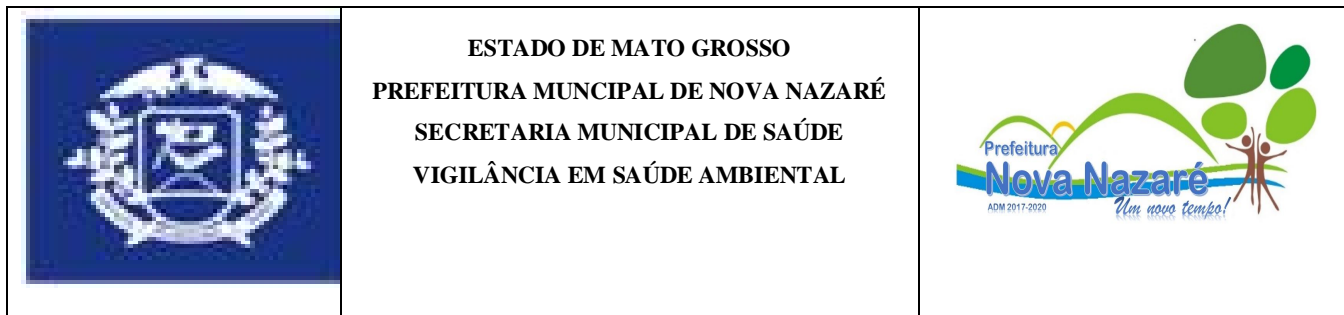 ESTADO DE MATO GROSSO
PREFEITURA MUNCIPAL DE NOVA NAZARÉ
SECRETARIA MUNICIPAL DE SAÚDE
VIGILÂNCIA EM SAÚDE AMBIENTAL
Prefeitura
Nova Nazaré
ADM 2017-2020
Um novo tempo!